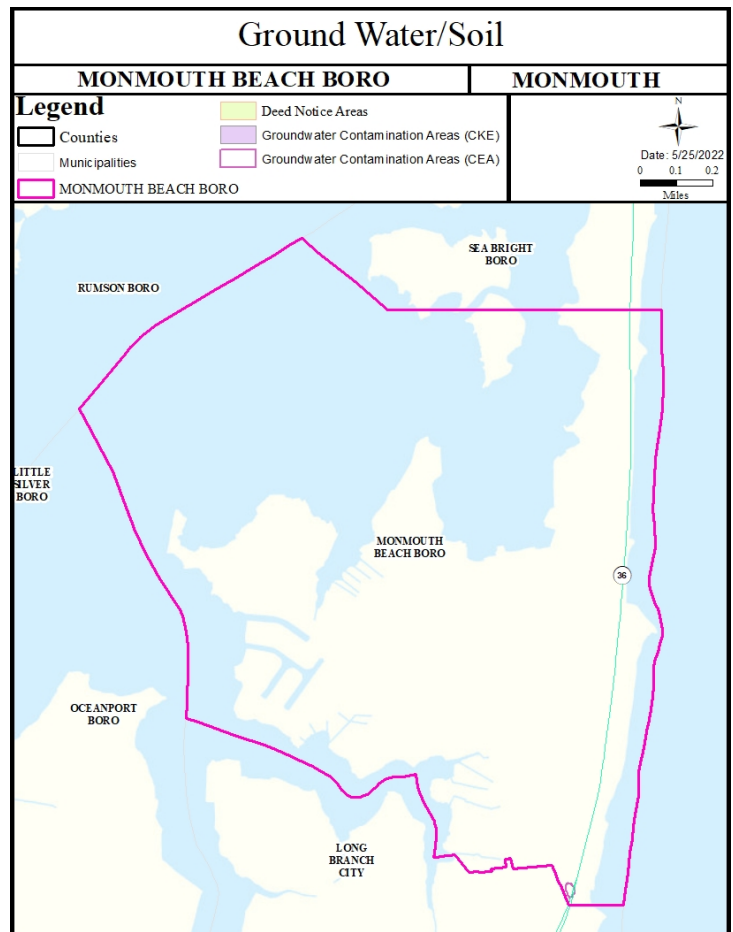 Ground Water/Soil
MONMOUTH BEACH BORO
MONMOUTH
Legend
Counties
Municipalities
MONMOUTH BEACH BORO
Deed Notice Areas
Groundwater Contamination Areas (CKE)
Groundwater Contamination Areas (CEA)
N
Date: 5/25/2022
0 0.1 0.2
Miles
SEA BRIGHT
BORO
RUMSON BORO
LITTLE
SILVER
BORO
MONMOUTH
BEACH BORO
36
OCEANPORT
BORO
LONG
BRANCH
CITY